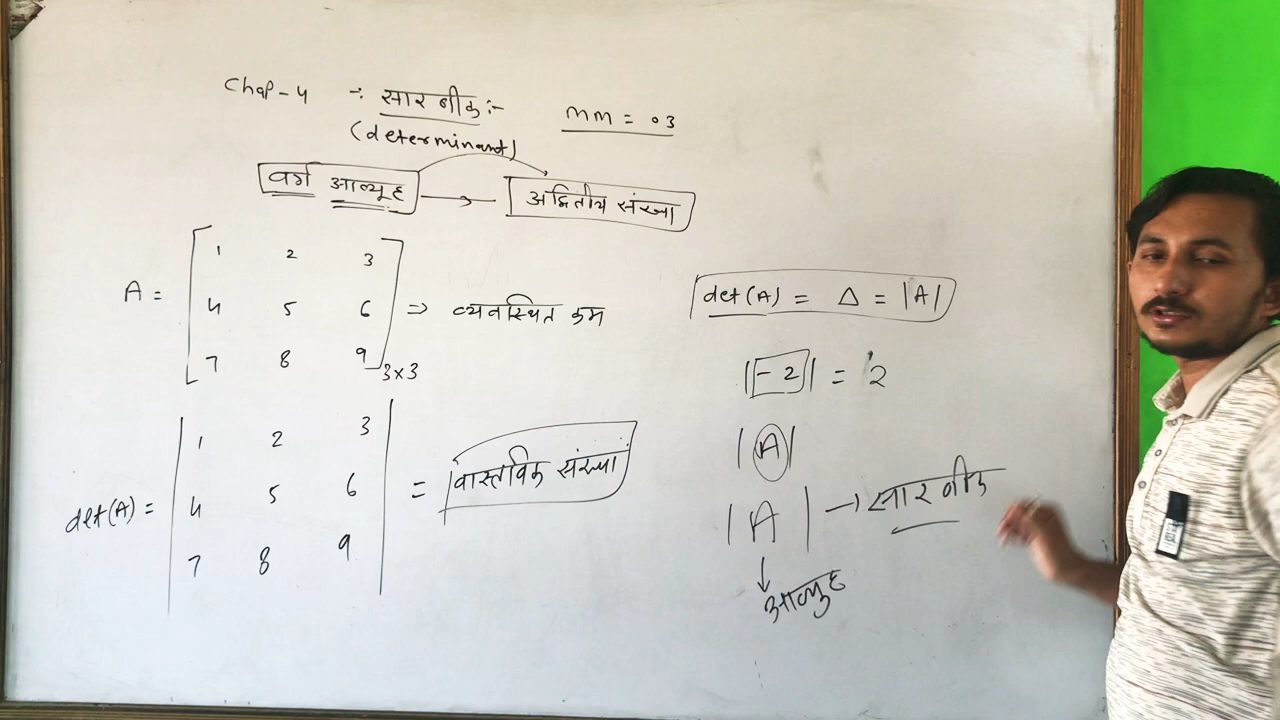 Chap-4 -: सारणीक :- MM = 03
(determinant)
वर्ग आव्यूह → अद्वितीय संख्या
A = [ 1 2 3
4 5 6
7 8 9 ] 3×3 ⇒ व्यवस्थित क्रम
det(A) = | 1 2 3
4 5 6
7 8 9 | = वास्तविक संख्या
det(A) = Δ = |A|
|-2| = 2
|A|
|A| → सारणीक
↓
आव्युह